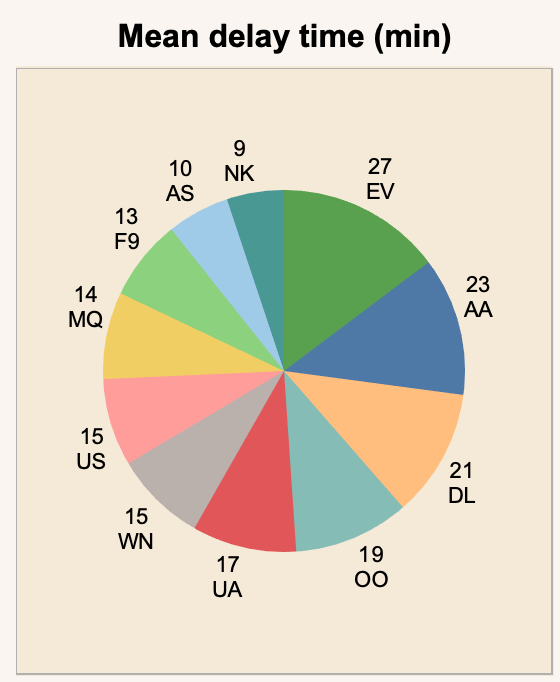 Mean delay time (min)
9
NK
27
EV
10
AS
13
F9
23
AA
14
MQ
15
US
21
DL
15
WN
19
OO
17
UA